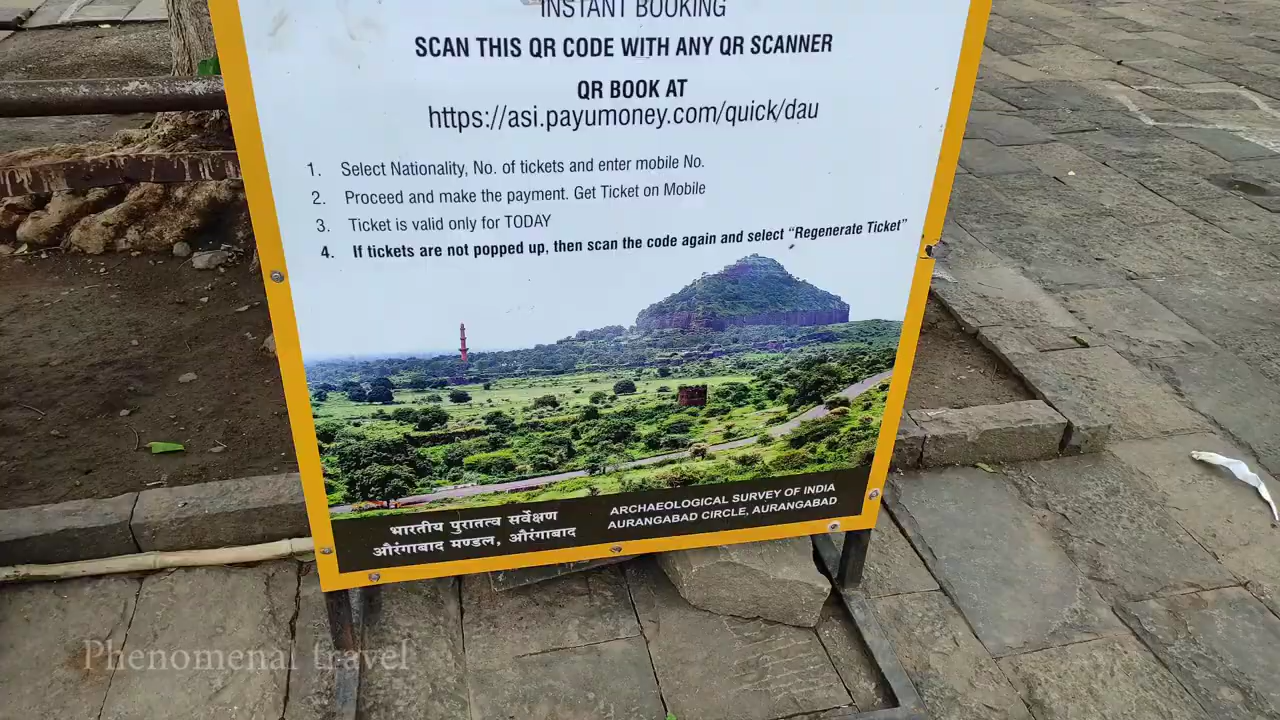 INSTANT BOOKING
SCAN THIS QR CODE WITH ANY QR SCANNER
QR BOOK AT
https://asi.payumoney.com/quick/dau
1. Select Nationality, No. of tickets and enter mobile No.
2. Proceed and make the payment. Get Ticket on Mobile
3. Ticket is valid only for TODAY
4. If tickets are not popped up, then scan the code again and select “Regenerate Ticket”
भारतीय पुरातत्व सर्वेक्षण
औरंगाबाद मण्डल, औरंगाबाद
ARCHAEOLOGICAL SURVEY OF INDIA
AURANGABAD CIRCLE, AURANGABAD
Phenomenal travel